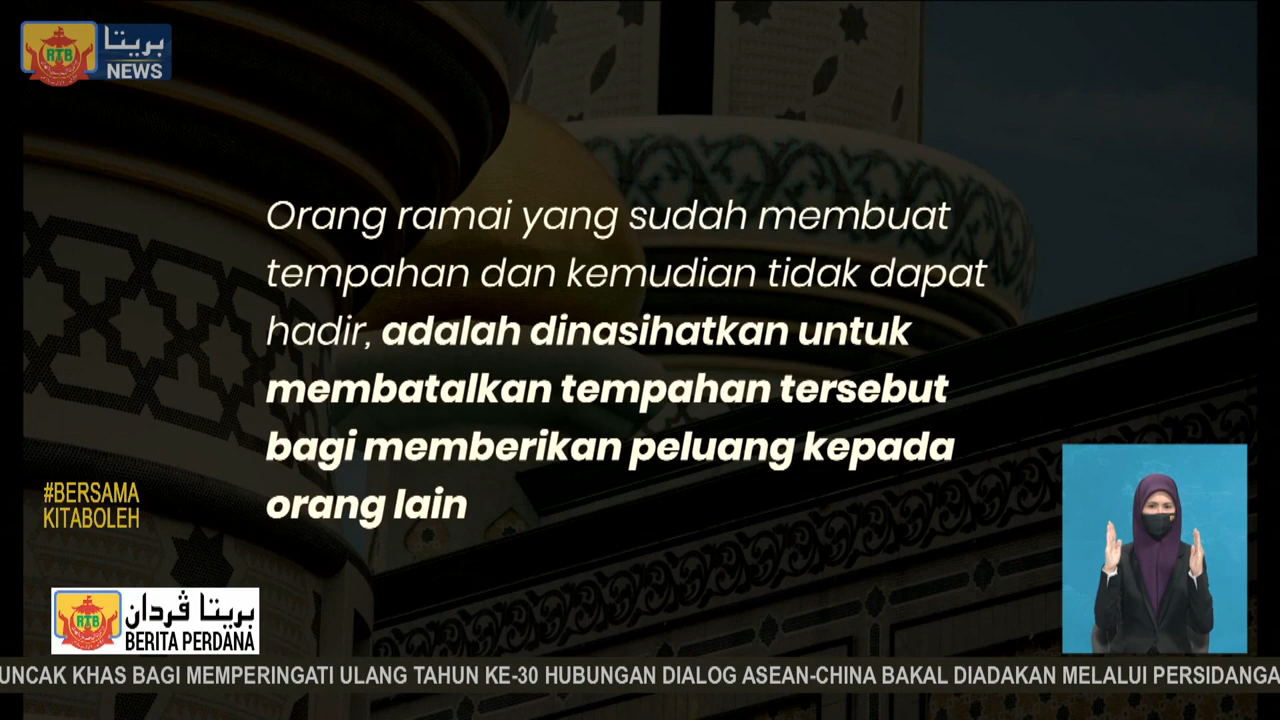 RTB
بريتا
NEWS
Orang ramai yang sudah membuat
tempahan dan kemudian tidak dapat
hadir, adalah dinasihatkan untuk
membatalkan tempahan tersebut
bagi memberikan peluang kepada
orang lain
#BERSAMA
KITABOLEH
RTB
بريتا ڤردان
BERITA PERDANA
UNCAK KHAS BAGI MEMPERINGATI ULANG TAHUN KE-30 HUBUNGAN DIALOG ASEAN-CHINA BAKAL DIADAKAN MELALUI PERSIDANGA